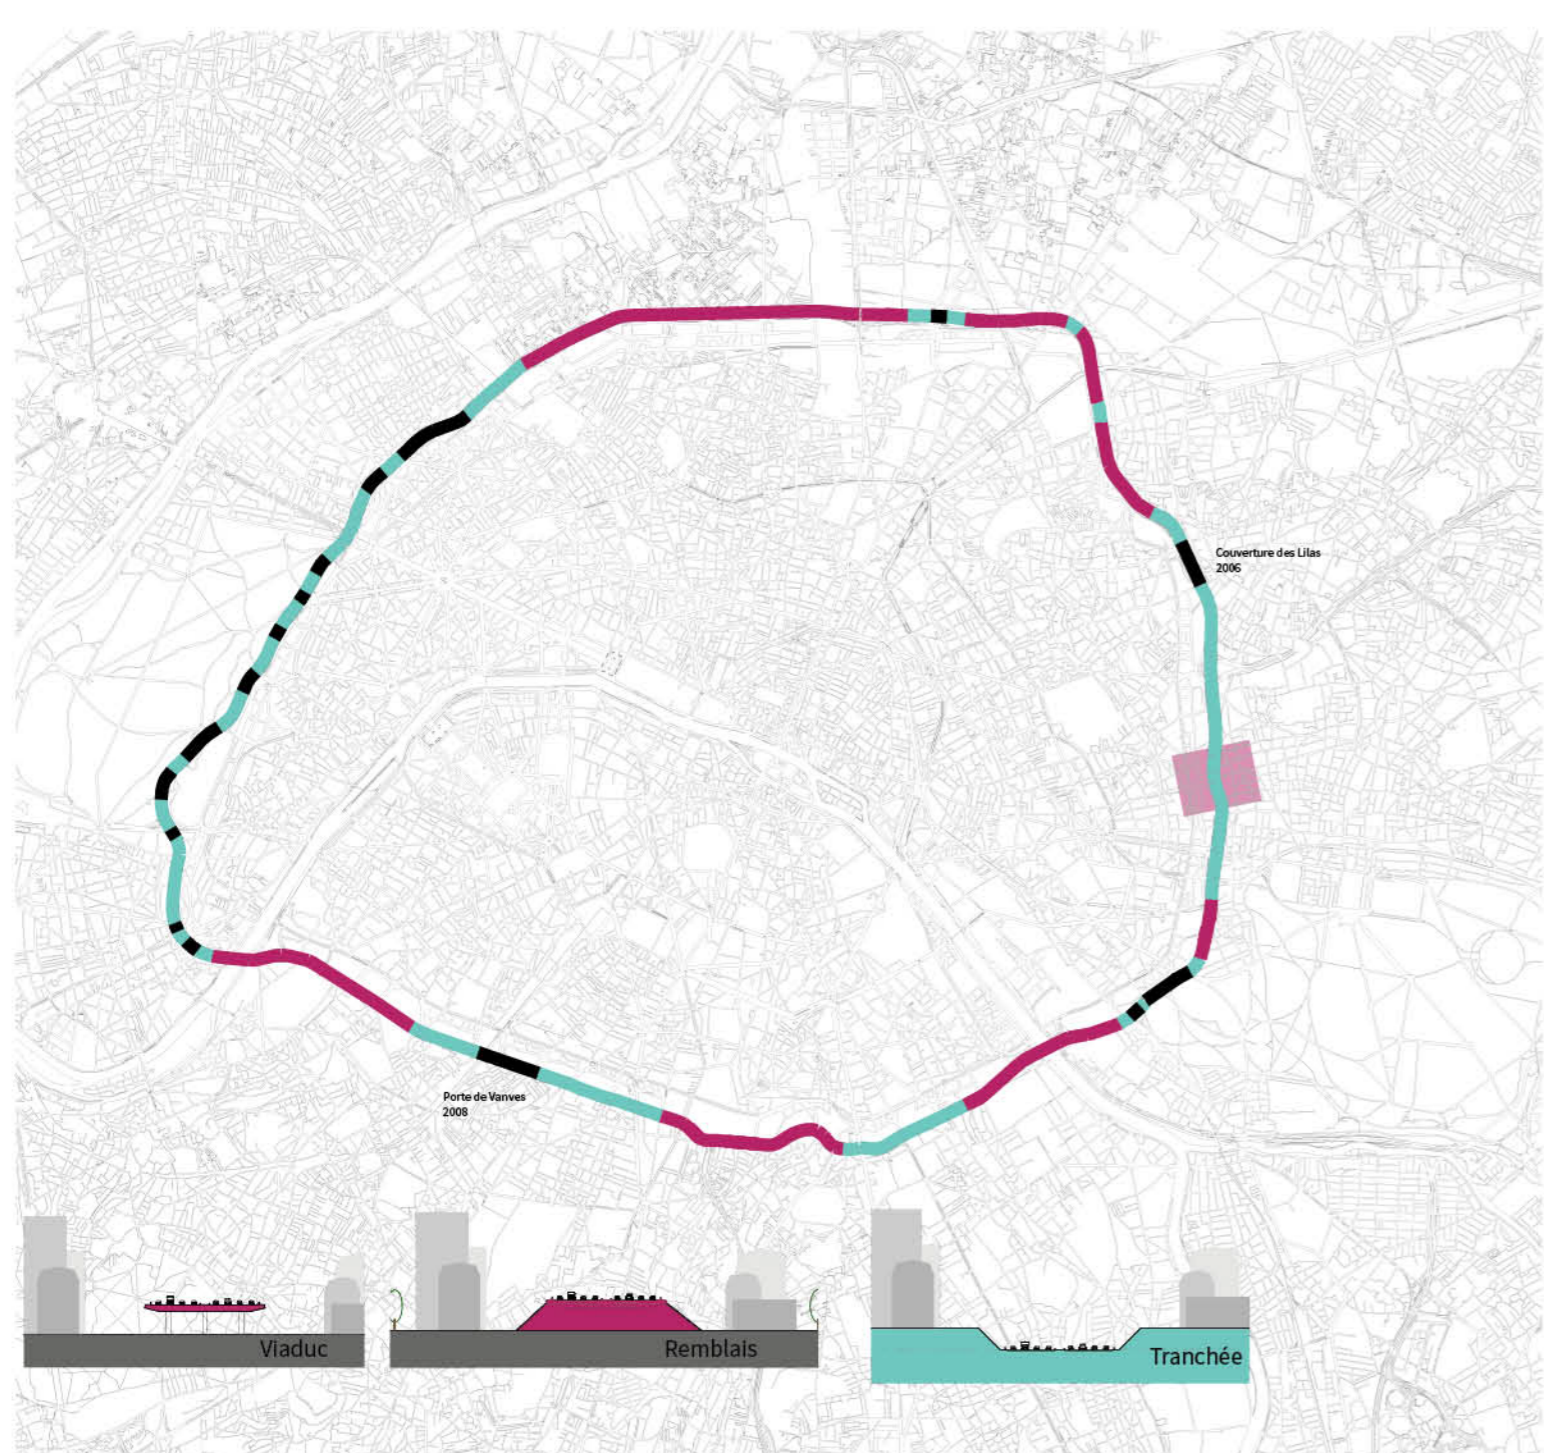 Couverture des Lilas
2006
Porte de Vanves
2008
Viaduc
Remblais
Tranchée